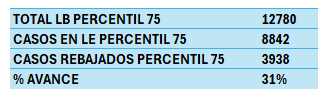 TOTAL LB PERCENTIL 75 12780
CASOS EN LE PERCENTIL 75 8842
CASOS REBAJADOS PERCENTIL 75 3938
% AVANCE 31%